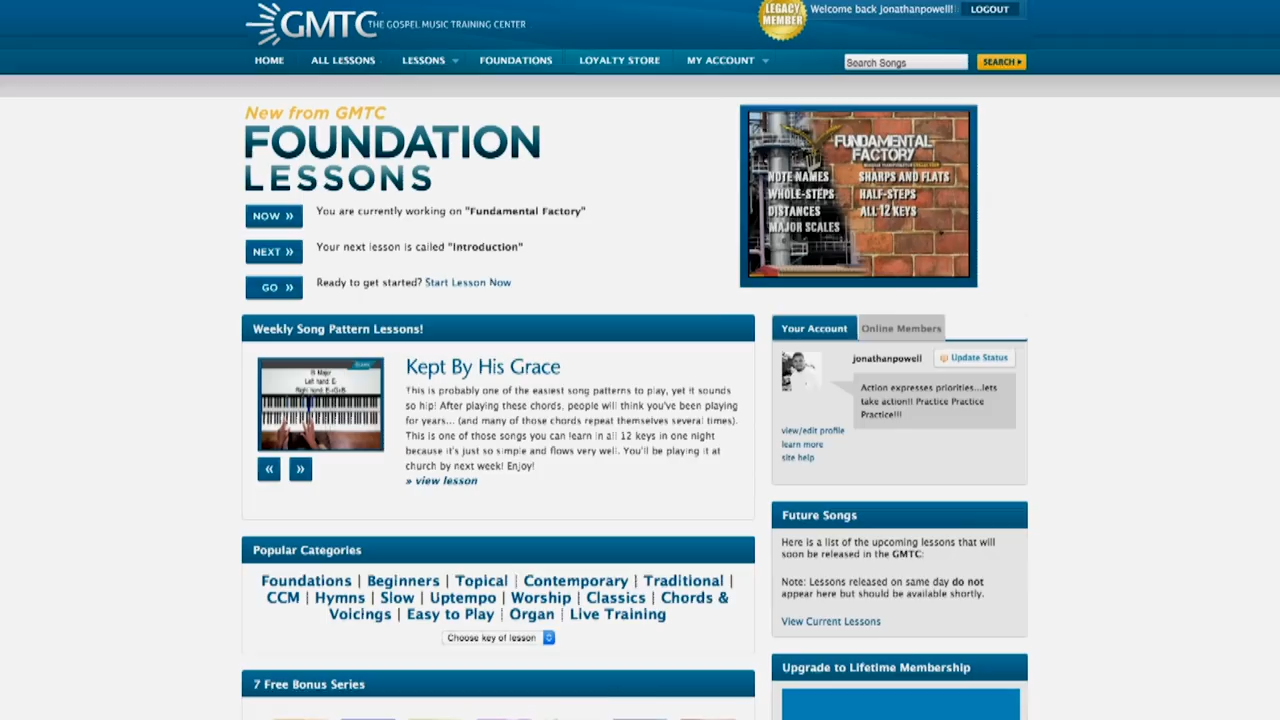 GMTC THE GOSPEL MUSIC TRAINING CENTER
LEGACY
MEMBER
Welcome back jonathanpowell!
LOGOUT
HOME
ALL LESSONS
LESSONS
FOUNDATIONS
LOYALTY STORE
MY ACCOUNT
Search Songs
SEARCH
New from GMTC
FOUNDATION
LESSONS
NOW »
You are currently working on "Fundamental Factory"
NEXT »
Your next lesson is called "Introduction"
GO »
Ready to get started? Start Lesson Now
FUNDAMENTAL
FACTORY
NOTE NAMES
SHARPS AND FLATS
WHOLE-STEPS
HALF-STEPS
DISTANCES
ALL 12 KEYS
MAJOR SCALES
Weekly Song Pattern Lessons!
Kept By His Grace
This is probably one of the easiest song patterns to play, yet it sounds
so hip! After playing these chords, people will think you've been playing
for years... (and many of those chords repeat themselves several times).
This is one of those songs you can learn in all 12 keys in one night
because it's just so simple and flows very well. You'll be playing it at
church by next week! Enjoy!
» view lesson
« »
Your Account
Online Members
jonathanpowell
Update Status
Action expresses priorities...lets
take action!! Practice Practice
Practice!!!
view/edit profile
learn more
site help
Future Songs
Here is a list of the upcoming lessons that will
soon be released in the GMTC:
Note: Lessons released on same day do not
appear here but should be available shortly.
View Current Lessons
Popular Categories
Foundations | Beginners | Topical | Contemporary | Traditional |
CCM | Hymns | Slow | Uptempo | Worship | Classics | Chords &
Voicings | Easy to Play | Organ | Live Training
Choose key of lesson
7 Free Bonus Series
Upgrade to Lifetime Membership